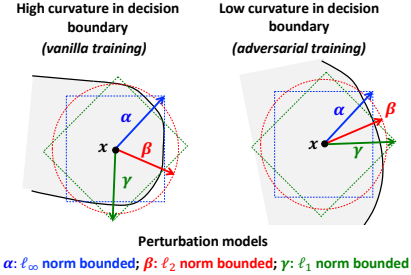 High curvature in decision
boundary
(vanilla training)
Low curvature in decision
boundary
(adversarial training)
α
x
β
γ
α
β
x
γ
Perturbation models
α: ℓ∞ norm bounded; β: ℓ2 norm bounded; γ: ℓ1 norm bounded